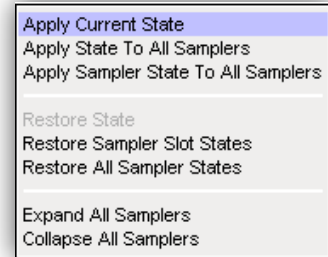 Apply Current State
Apply State To All Samplers
Apply Sampler State To All Samplers
Restore State
Restore Sampler Slot States
Restore All Sampler States
Expand All Samplers
Collapse All Samplers